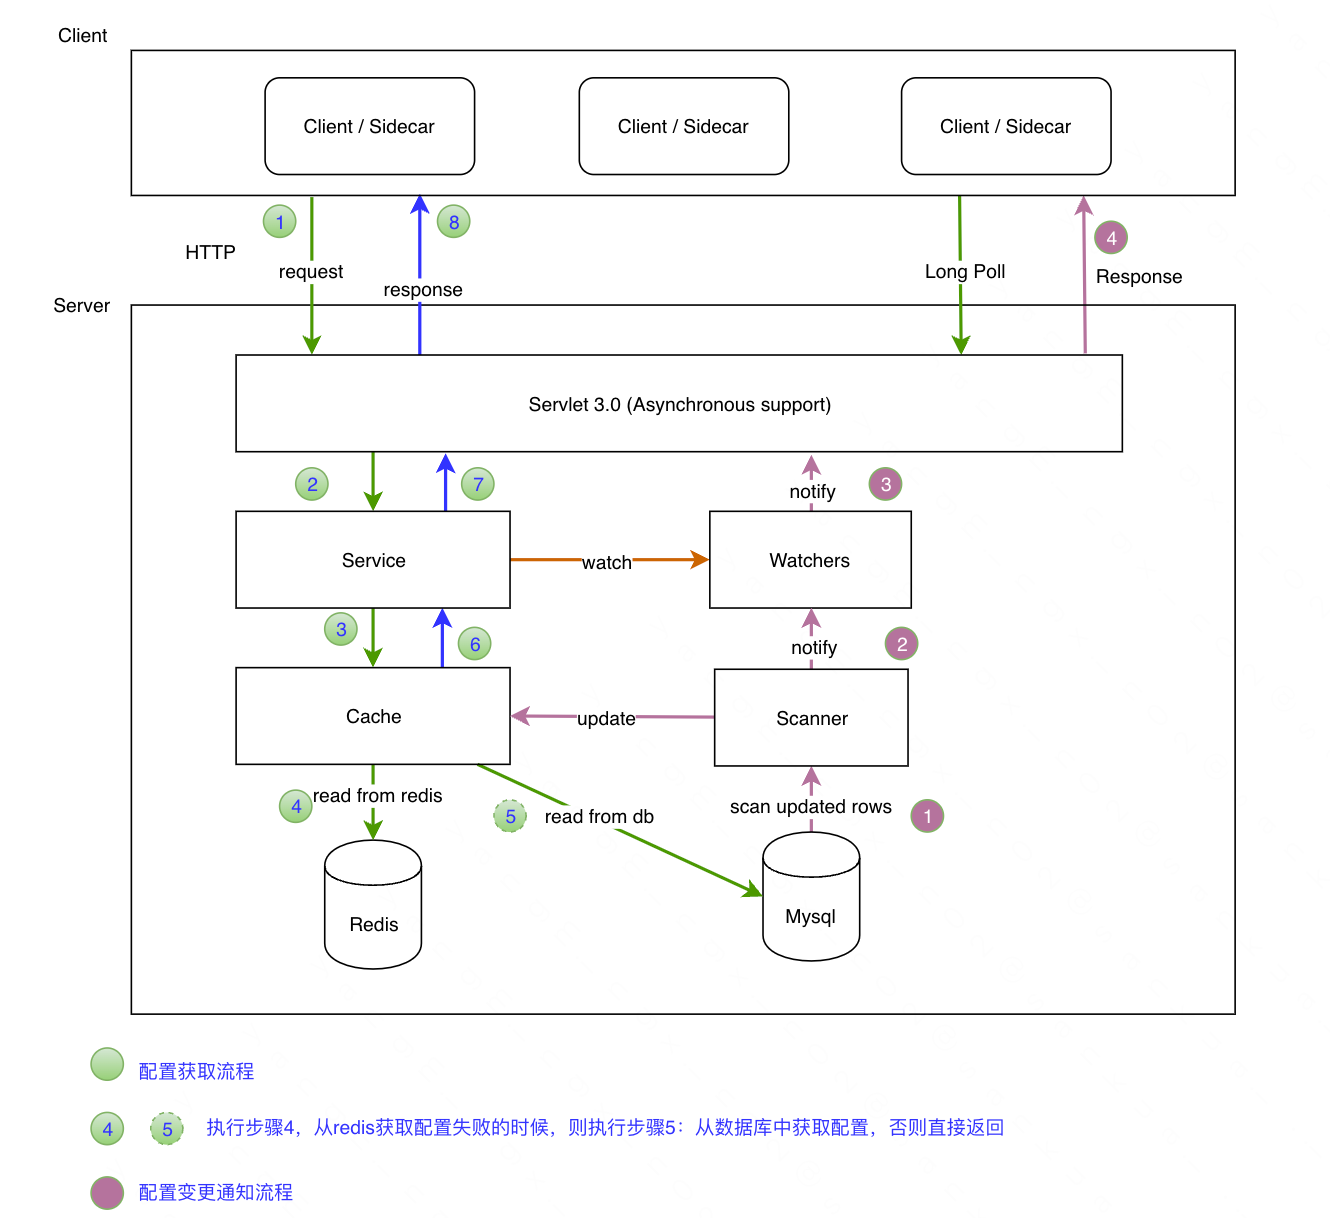 Client
Client / Sidecar
Client / Sidecar
Client / Sidecar
1
8
4
HTTP
request
response
Long Poll
Response
Server
Servlet 3.0 (Asynchronous support)
2
7
notify
3
Service
watch
Watchers
3
6
notify
2
Cache
update
Scanner
4
read from redis
5
read from db
scan updated rows
1
Redis
Mysql
配置获取流程
4
5
执行步骤4，从redis获取配置失败的时候，则执行步骤5：从数据库中获取配置，否则直接返回
配置变更通知流程